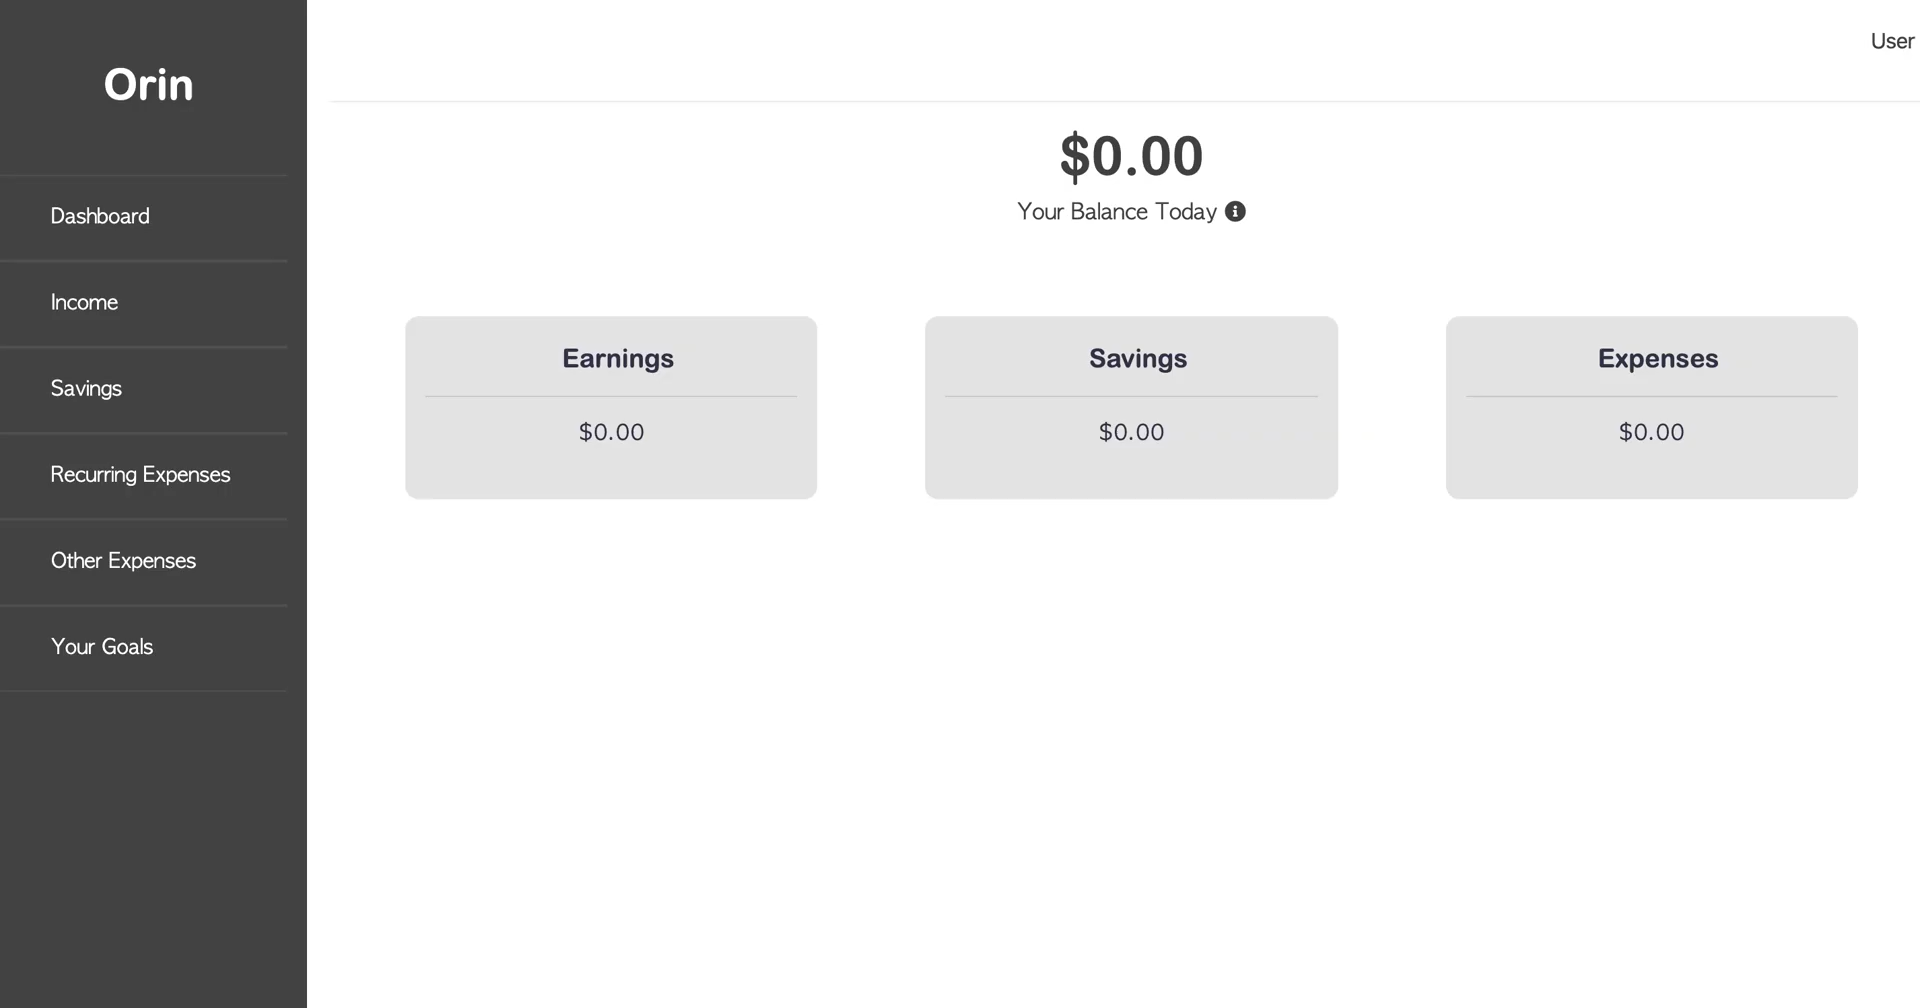 Orin
Dashboard
Income
Savings
Recurring Expenses
Other Expenses
Your Goals
User
$0.00
Your Balance Today
Earnings
$0.00
Savings
$0.00
Expenses
$0.00